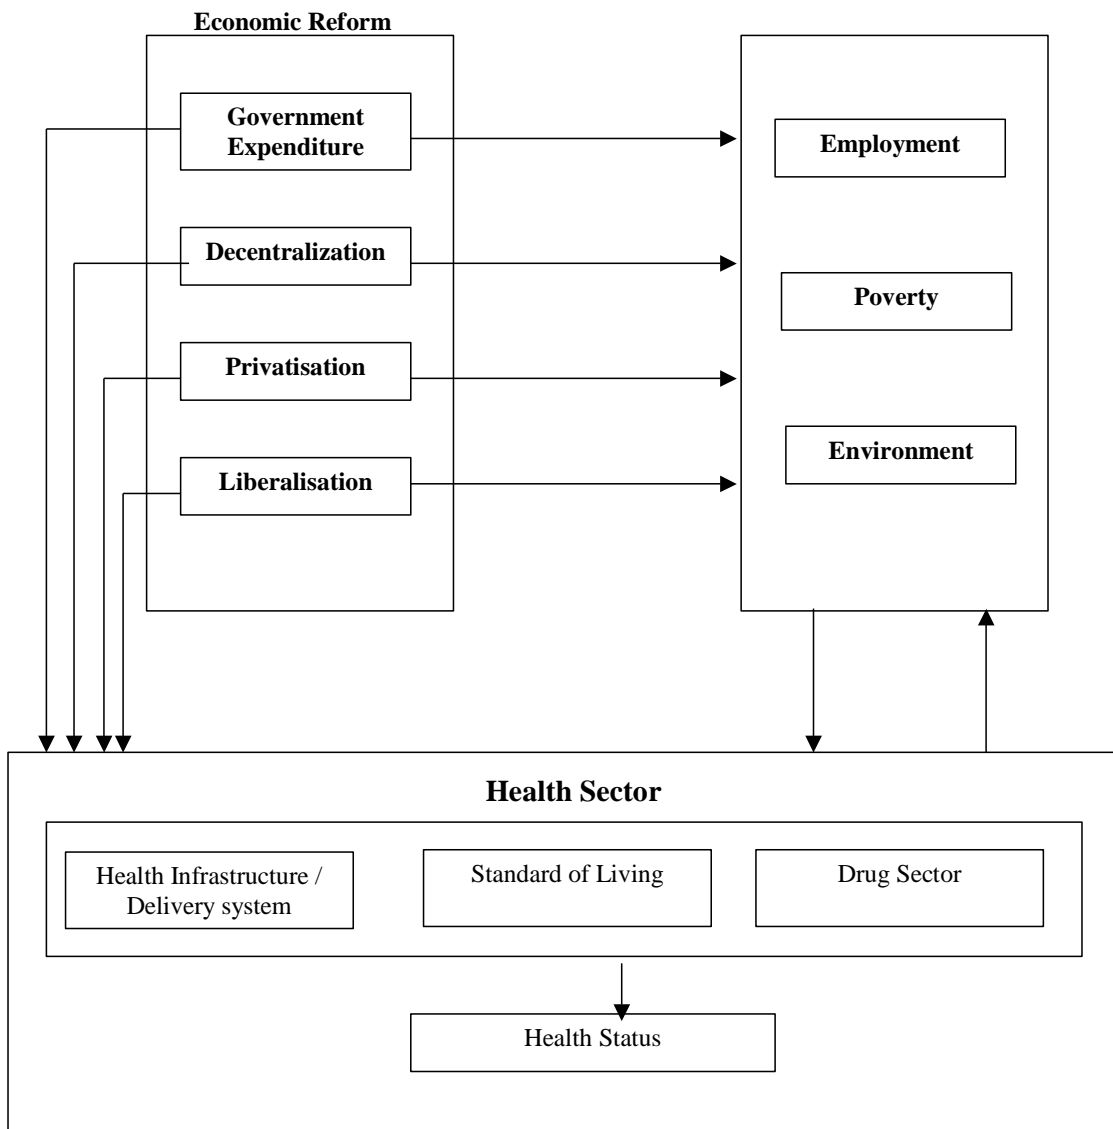 Economic Reform
Government
Expenditure
Decentralization
Privatisation
Liberalisation
Employment
Poverty
Environment
Health Sector
Health Infrastructure /
Delivery system
Standard of Living
Drug Sector
Health Status